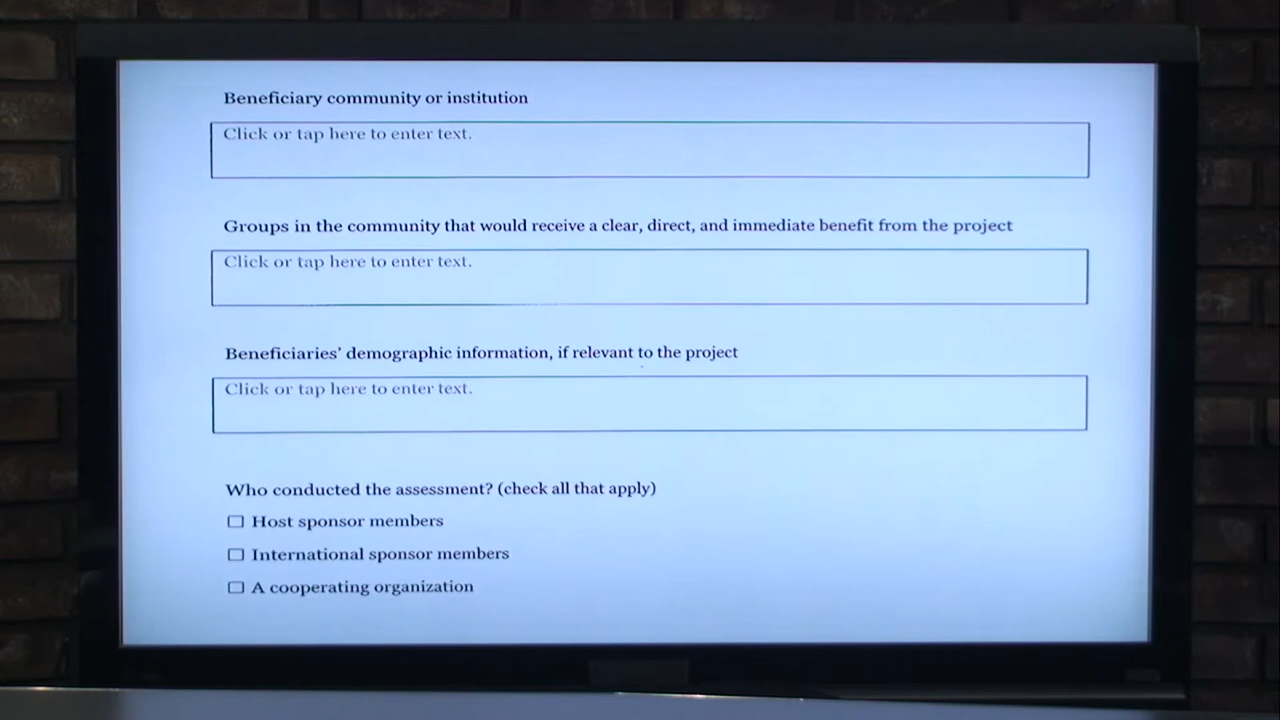 Beneficiary community or institution
Click or tap here to enter text.
Groups in the community that would receive a clear, direct, and immediate benefit from the project
Click or tap here to enter text.
Beneficiaries’ demographic information, if relevant to the project
Click or tap here to enter text.
Who conducted the assessment? (check all that apply)
☐ Host sponsor members
☐ International sponsor members
☐ A cooperating organization